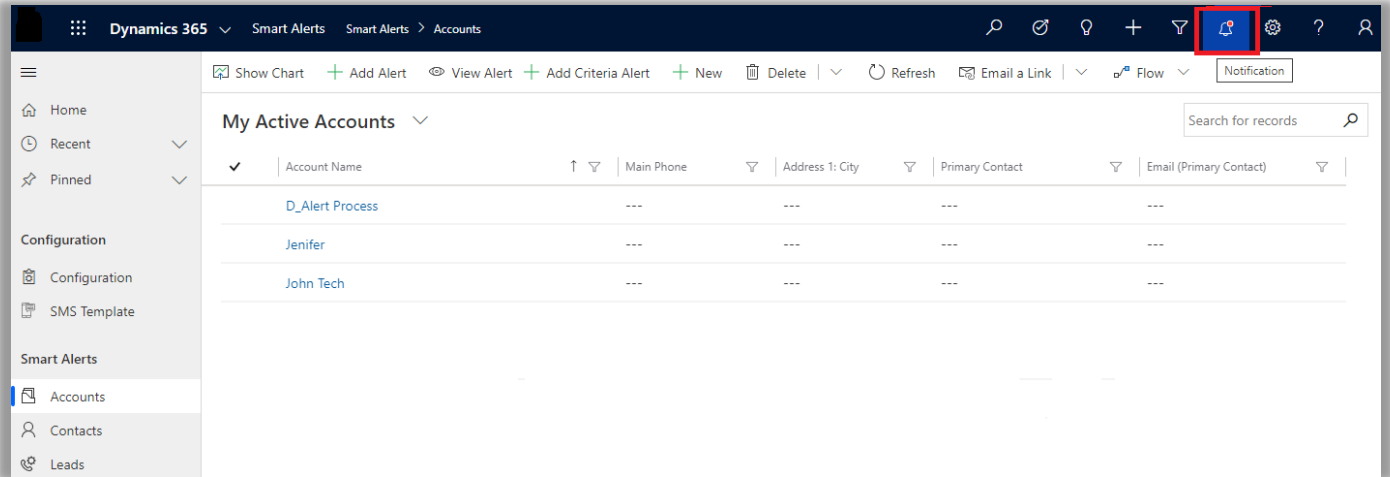 Dynamics 365 Smart Alerts Smart Alerts > Accounts
Show Chart Add Alert View Alert Add Criteria Alert New Delete Refresh Email a Link Flow Notification
Home
Recent
Pinned
Configuration
Configuration
SMS Template
Smart Alerts
Accounts
Contacts
Leads
My Active Accounts
Search for records
Account Name Main Phone Address 1: City Primary Contact Email (Primary Contact)
D_Alert Process --- --- --- ---
Jenifer --- --- --- ---
John Tech --- --- --- ---